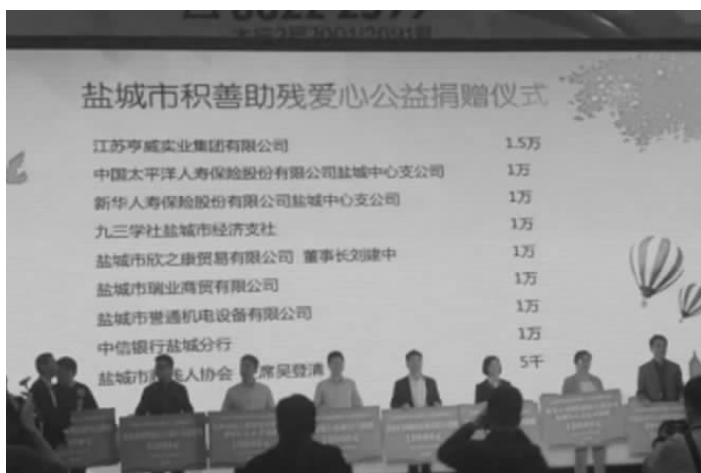 盐城市积善助残爱心公益捐赠仪式
江苏亨威实业集团有限公司 1.5万
中国太平洋人寿保险股份有限公司盐城中心支公司 1万
新华人寿保险股份有限公司盐城中心支公司 1万
九三学社盐城市经济支社 1万
盐城市欣之康贸易有限公司 董事长刘建中 1万
盐城市瑞业商贸有限公司 1万
盐城市誉通机电设备有限公司 1万
中信银行盐城分行 1万
盐城市 人协会 席吴登清 5千